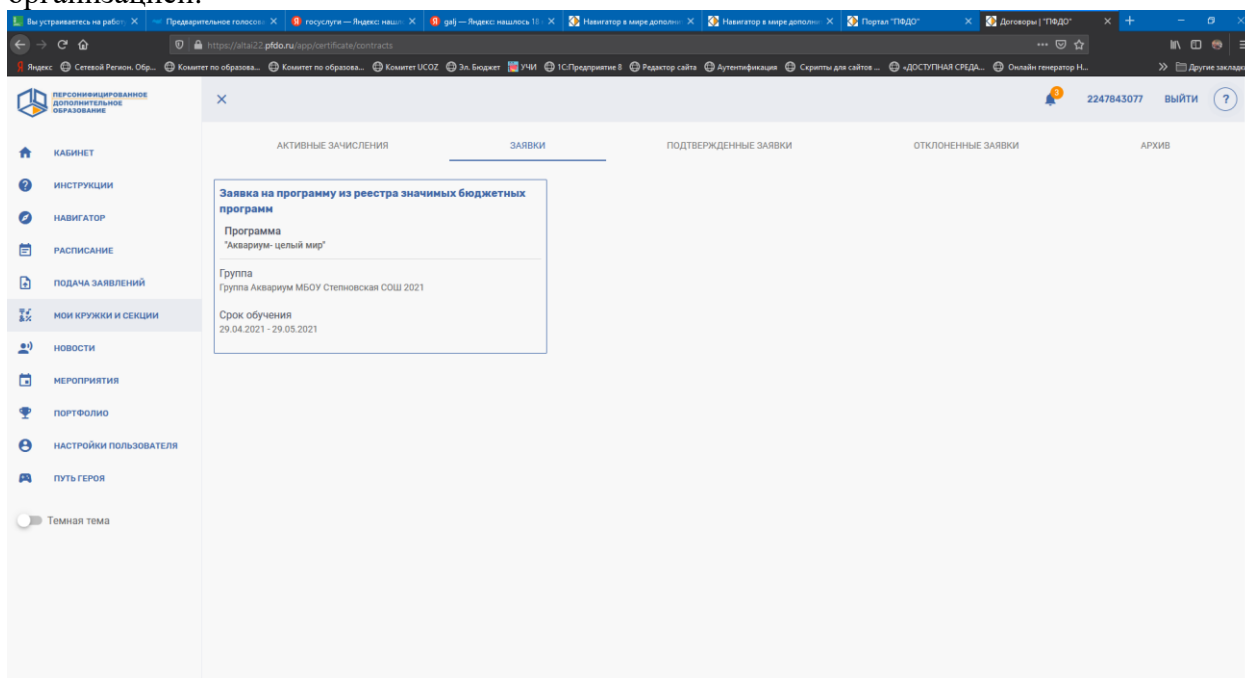 Вы устраиваетесь на работ
Предварительное голосова
госуслуги — Яндекс: нашл
galj — Яндекс: нашлось 18
Навигатор в мире дополни
Навигатор в мире дополни
Портал "ПФДО"
Договоры | "ПФДО"
https://altai22.pfdo.ru/app/certificate/contracts
Яндекс
Сетевой Регион. Обр...
Комитет по образова...
Комитет по образова...
Комитет UCOZ
Эл. Бюджет
УЧИ
1С:Предприятие 8
Редактор сайта
Аутентификация
Скрипты для сайтов ...
«ДОСТУПНАЯ СРЕДА...
Онлайн генератор Н...
Другие закладк
ПЕРСОНИФИЦИРОВАННОЕ
ДОПОЛНИТЕЛЬНОЕ
ОБРАЗОВАНИЕ
3
2247843077
ВЫЙТИ
?
КАБИНЕТ
ИНСТРУКЦИИ
НАВИГАТОР
РАСПИСАНИЕ
ПОДАЧА ЗАЯВЛЕНИЙ
МОИ КРУЖКИ И СЕКЦИИ
НОВОСТИ
МЕРОПРИЯТИЯ
ПОРТФОЛИО
НАСТРОЙКИ ПОЛЬЗОВАТЕЛЯ
ПУТЬ ГЕРОЯ
Темная тема
АКТИВНЫЕ ЗАЧИСЛЕНИЯ
ЗАЯВКИ
ПОДТВЕРЖДЕННЫЕ ЗАЯВКИ
ОТКЛОНЕННЫЕ ЗАЯВКИ
АРХИВ
Заявка на программу из реестра значимых бюджетных
программ
Программа
"Аквариум- целый мир"
Группа
Группа Аквариум МБОУ Степновская СОШ 2021
Срок обучения
29.04.2021 - 29.05.2021